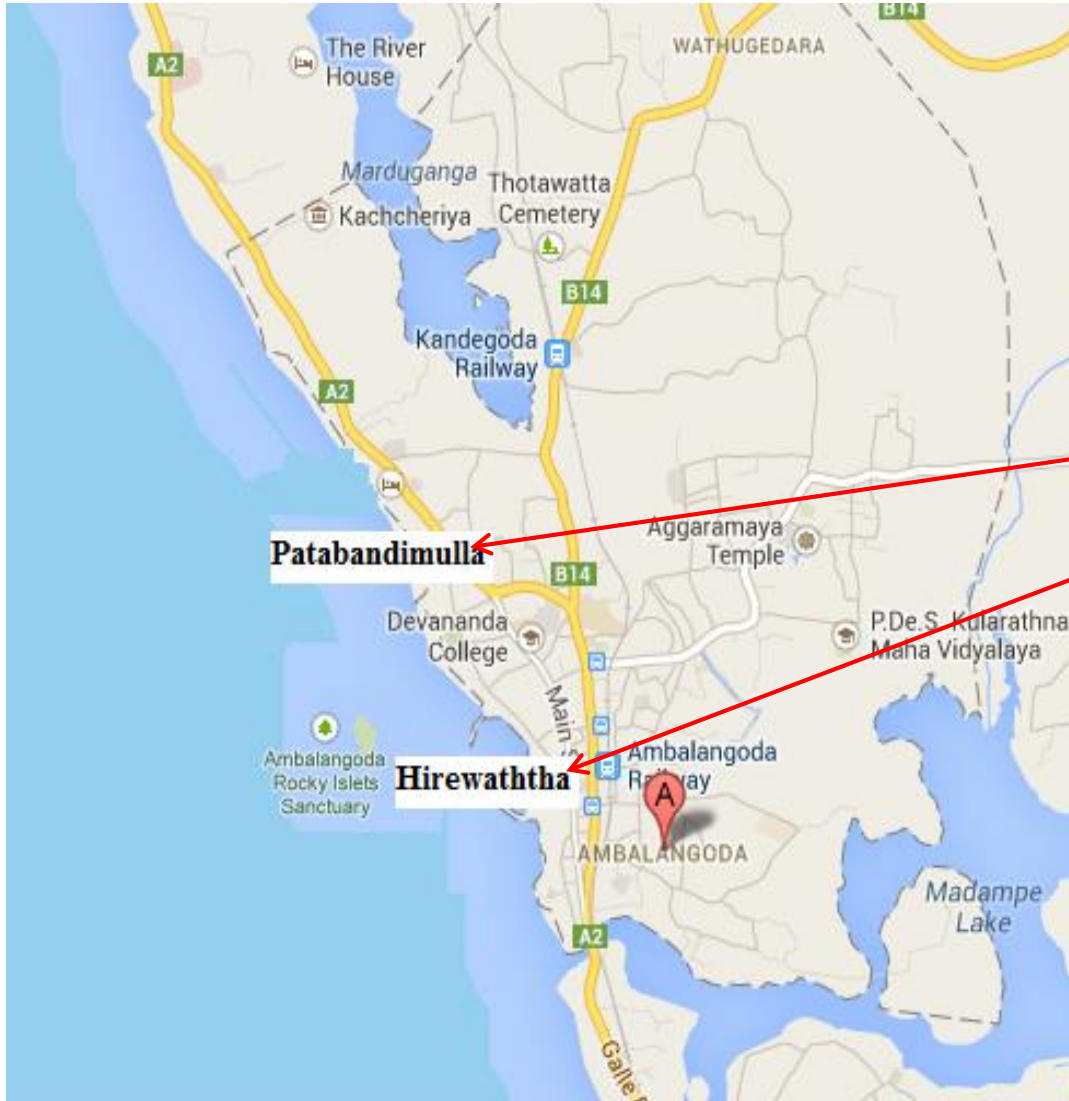 B14
WATHUGEDARA
The River
House
A2
Marduganga
Thotawatta
Cemetery
Kachcheriya
B14
Kandegoda
Railway
A2
Aggaramaya
Temple
Patabandimulla
B14
Devananda
College
P.De.S. Kularathna
Maha Vidyalaya
Main
Ambalangoda
Rocky Islets
Sanctuary
Hirewaththa
Ambalangoda
A
AMBALANGODA
Madampe
Lake
A2
Galle